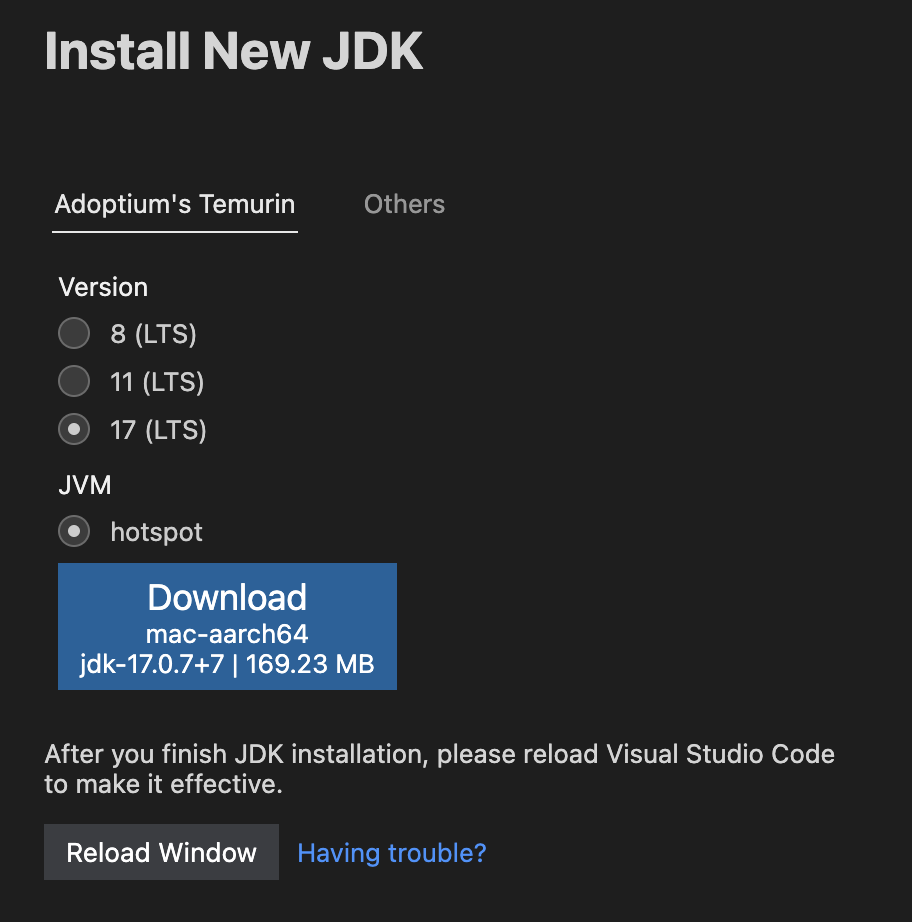 Install New JDK
Adoptium's Temurin
Others
Version
8 (LTS)
11 (LTS)
17 (LTS)
JVM
hotspot
Download
mac-aarch64
jdk-17.0.7+7 | 169.23 MB
After you finish JDK installation, please reload Visual Studio Code
to make it effective.
Reload Window
Having trouble?